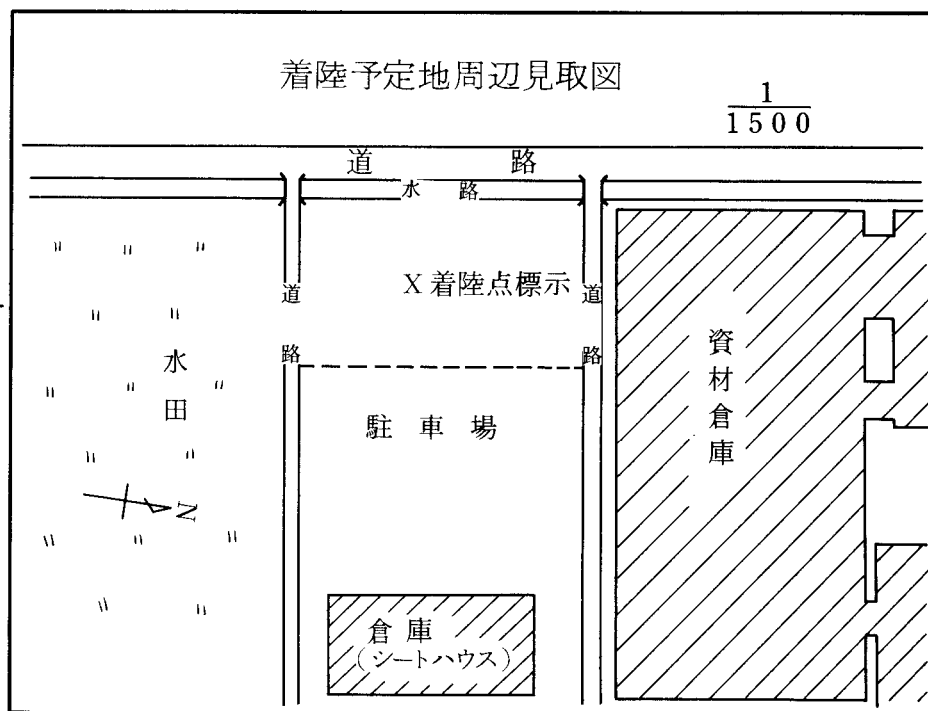 着陸予定地周辺見取図
1
1500
道路
水路
X 着陸点標示
道路
道路
水田
駐車場
資材倉庫
N
倉庫
(シートハウス)